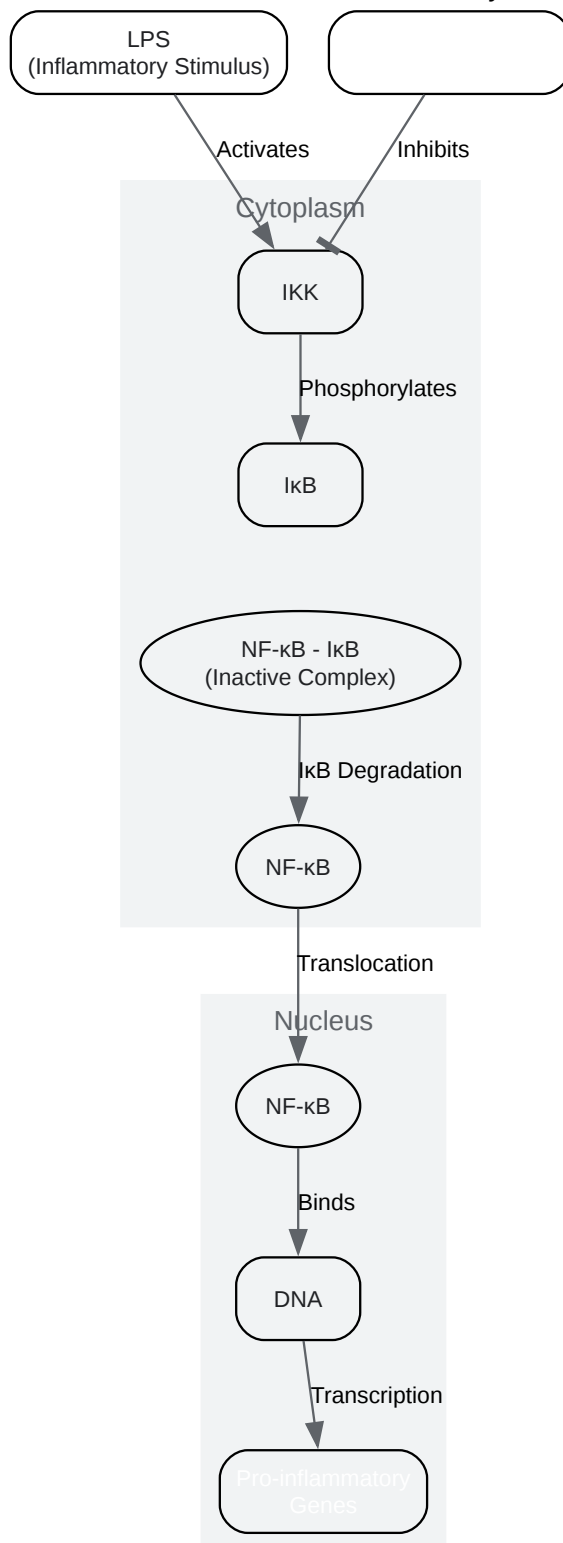 LPS
(Inflammatory Stimulus)
Activates
Inhibits
Cytoplasm
IKK
Phosphorylates
IκB
NF-κB - IκB
(Inactive Complex)
IκB Degradation
NF-κB
Translocation
Nucleus
NF-κB
Binds
DNA
Transcription
Pro-inflammatory
Genes